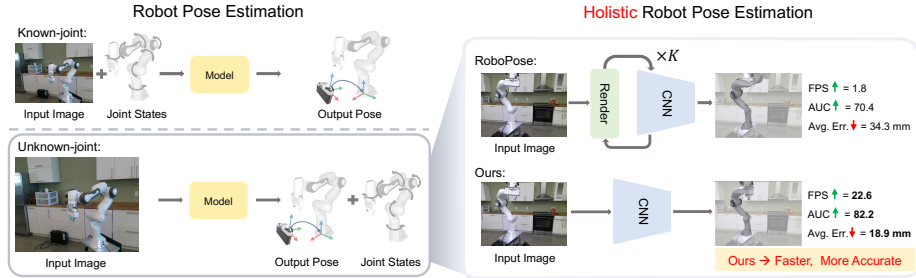 Robot Pose Estimation
Known-joint:
+
Model
Input Image
Joint States
Output Pose
Unknown-joint:
Model
+
Input Image
Output Pose
Joint States
Holistic Robot Pose Estimation
RoboPose:
×K
Render
CNN
Input Image
FPS ↑ = 1.8
AUC ↑ = 70.4
Avg. Err. ↓ = 34.3 mm
Ours:
CNN
Input Image
FPS ↑ = 22.6
AUC ↑ = 82.2
Avg. Err. ↓ = 18.9 mm
Ours → Faster, More Accurate